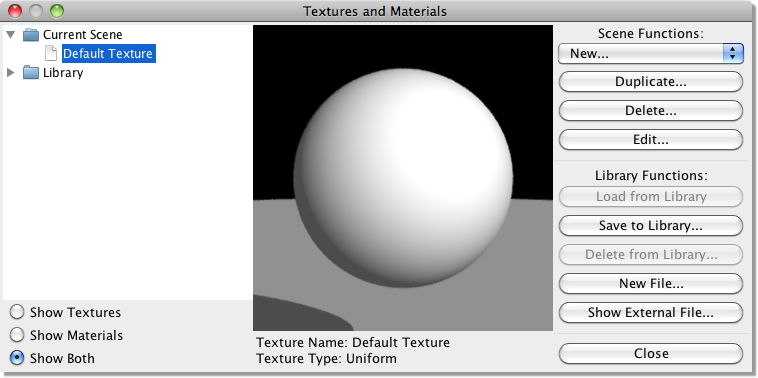 Textures and Materials
Current Scene
Default Texture
Library
Show Textures
Show Materials
Show Both
Texture Name: Default Texture
Texture Type: Uniform
Scene Functions:
New...
Duplicate...
Delete...
Edit...
Library Functions:
Load from Library
Save to Library...
Delete from Library...
New File...
Show External File...
Close